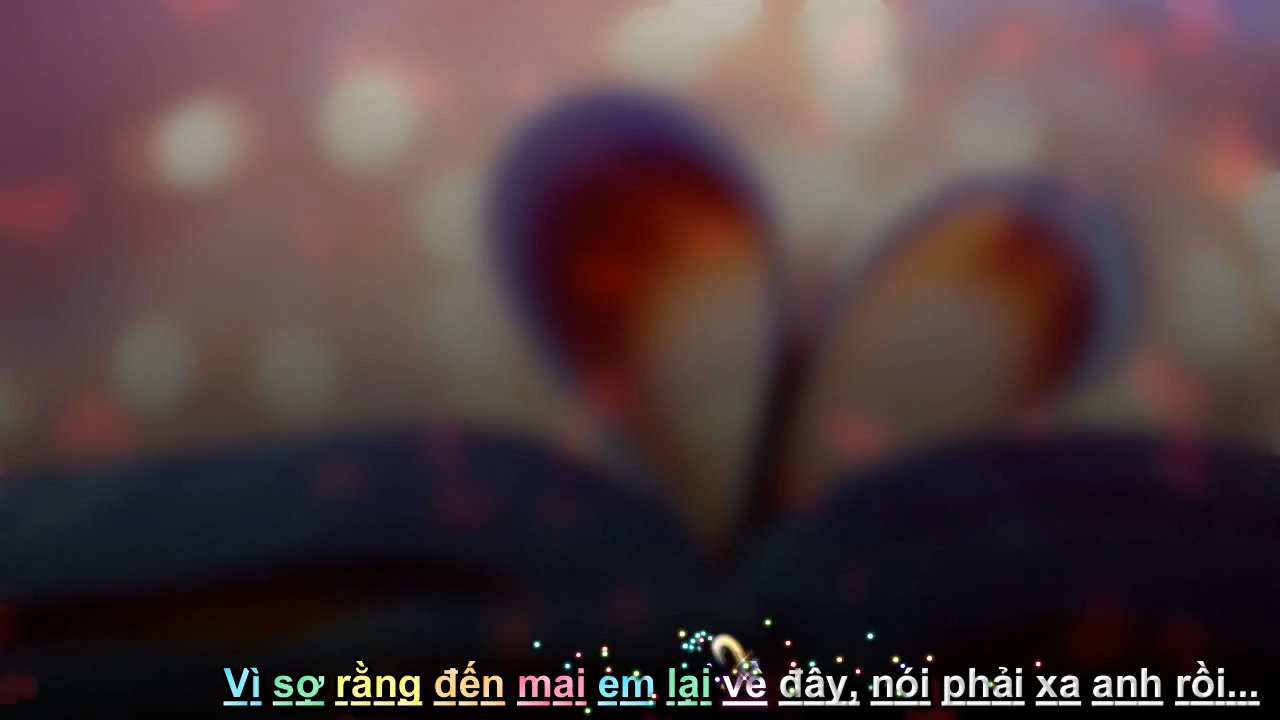 Vì sợ rằng đến mai em lại về đây, nói phải xa anh rồi...